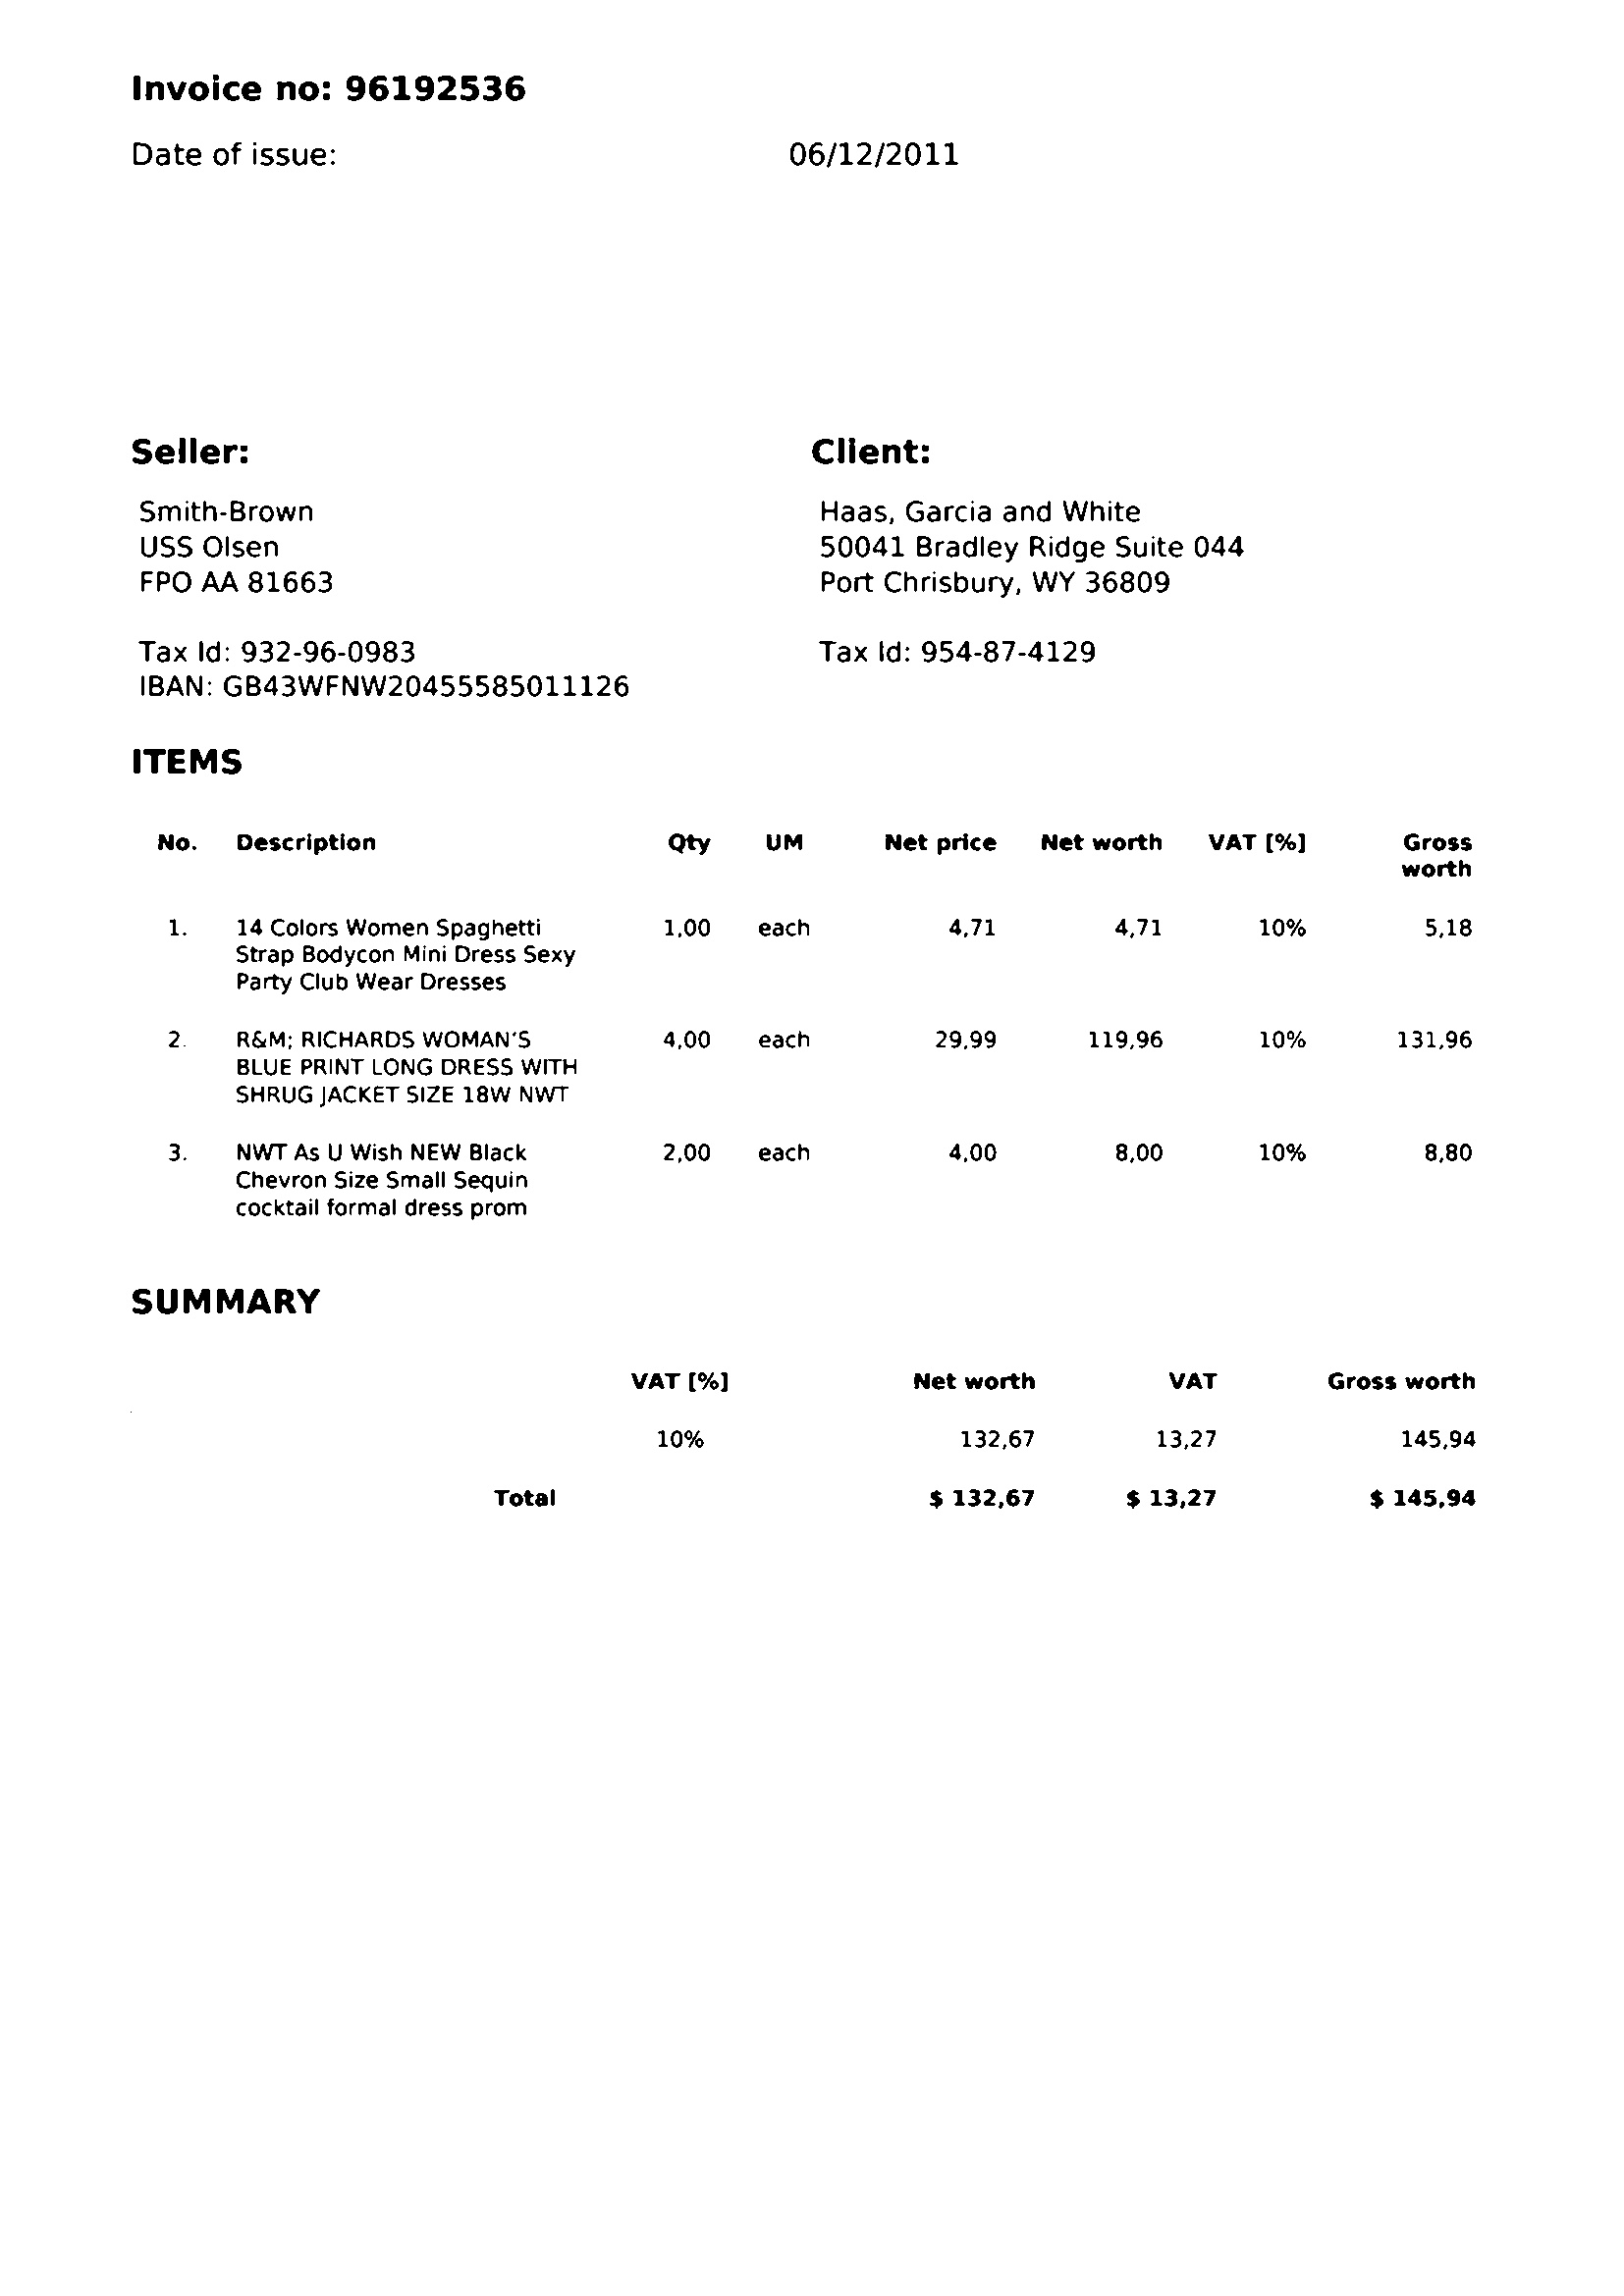 Invoice no: 96192536
Date of issue: 06/12/2011
Seller: Client:
Smith-Brown Haas, Garcia and White
USS Olsen 50041 Bradley Ridge Suite 044
FPO AA 81663 Port Chrisbury, WY 36809
Tax Id: 932-96-0983 Tax Id: 954-87-4129
IBAN: GB43WFNW20455585011126
ITEMS
No. Description Qty UM Net price Net worth VAT [%] Gross
worth
1. 14 Colors Women Spaghetti 1,00 each 4,71 4,71 10% 5,18
Strap Bodycon Mini Dress Sexy
Party Club Wear Dresses
2. R&M; RICHARDS WOMAN'S 4,00 each 29,99 119,96 10% 131,96
BLUE PRINT LONG DRESS WITH
SHRUG JACKET SIZE 18W NWT
3. NWT As U Wish NEW Black 2,00 each 4,00 8,00 10% 8,80
Chevron Size Small Sequin
cocktail formal dress prom
SUMMARY
VAT [%] Net worth VAT Gross worth
10% 132,67 13,27 145,94
Total $ 132,67 $ 13,27 $ 145,94